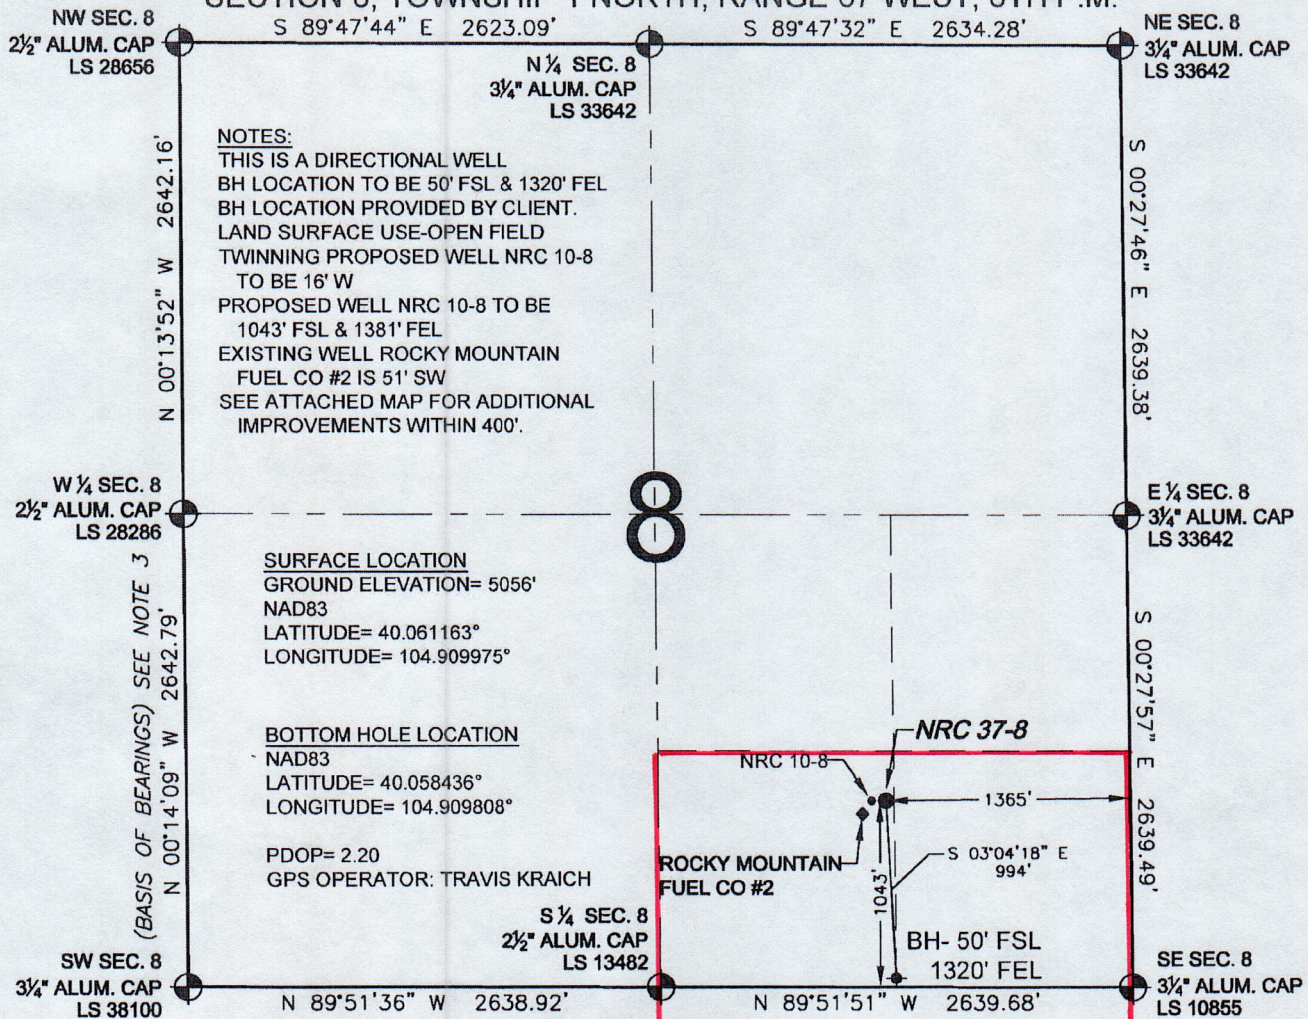 SECTION 8, TOWNSHIP 1 NORTH, RANGE 67 WEST, 6TH P.M.
NW SEC. 8
2½" ALUM. CAP
LS 28656
S 89°47'44" E 2623.09'
S 89°47'32" E 2634.28'
NE SEC. 8
3¼" ALUM. CAP
LS 33642
N ¼ SEC. 8
3¼" ALUM. CAP
LS 33642
NOTES:
THIS IS A DIRECTIONAL WELL
BH LOCATION TO BE 50' FSL & 1320' FEL
BH LOCATION PROVIDED BY CLIENT.
LAND SURFACE USE-OPEN FIELD
TWINNING PROPOSED WELL NRC 10-8
TO BE 16' W
PROPOSED WELL NRC 10-8 TO BE
1043' FSL & 1381' FEL
EXISTING WELL ROCKY MOUNTAIN
FUEL CO #2 IS 51' SW
SEE ATTACHED MAP FOR ADDITIONAL
IMPROVEMENTS WITHIN 400'.
N 00°13'52" W 2642.16'
S 00°27'46" E 2639.38'
W ¼ SEC. 8
2½" ALUM. CAP
LS 28286
8
E ¼ SEC. 8
3¼" ALUM. CAP
LS 33642
(BASIS OF BEARINGS) SEE NOTE 3
N 00°14'09" W 2642.79'
SURFACE LOCATION
GROUND ELEVATION= 5056'
NAD83
LATITUDE= 40.061163°
LONGITUDE= 104.909975°
BOTTOM HOLE LOCATION
NAD83
LATITUDE= 40.058436°
LONGITUDE= 104.909808°
PDOP= 2.20
GPS OPERATOR: TRAVIS KRAICH
S 00°27'57" E 2639.49'
NRC 37-8
NRC 10-8
1365'
ROCKY MOUNTAIN
FUEL CO #2
S 03°04'18" E
994'
1043'
BH- 50' FSL
1320' FEL
S ¼ SEC. 8
2½" ALUM. CAP
LS 13482
SW SEC. 8
3¼" ALUM. CAP
LS 38100
N 89°51'36" W 2638.92'
N 89°51'51" W 2639.68'
SE SEC. 8
3¼" ALUM. CAP
LS 10855